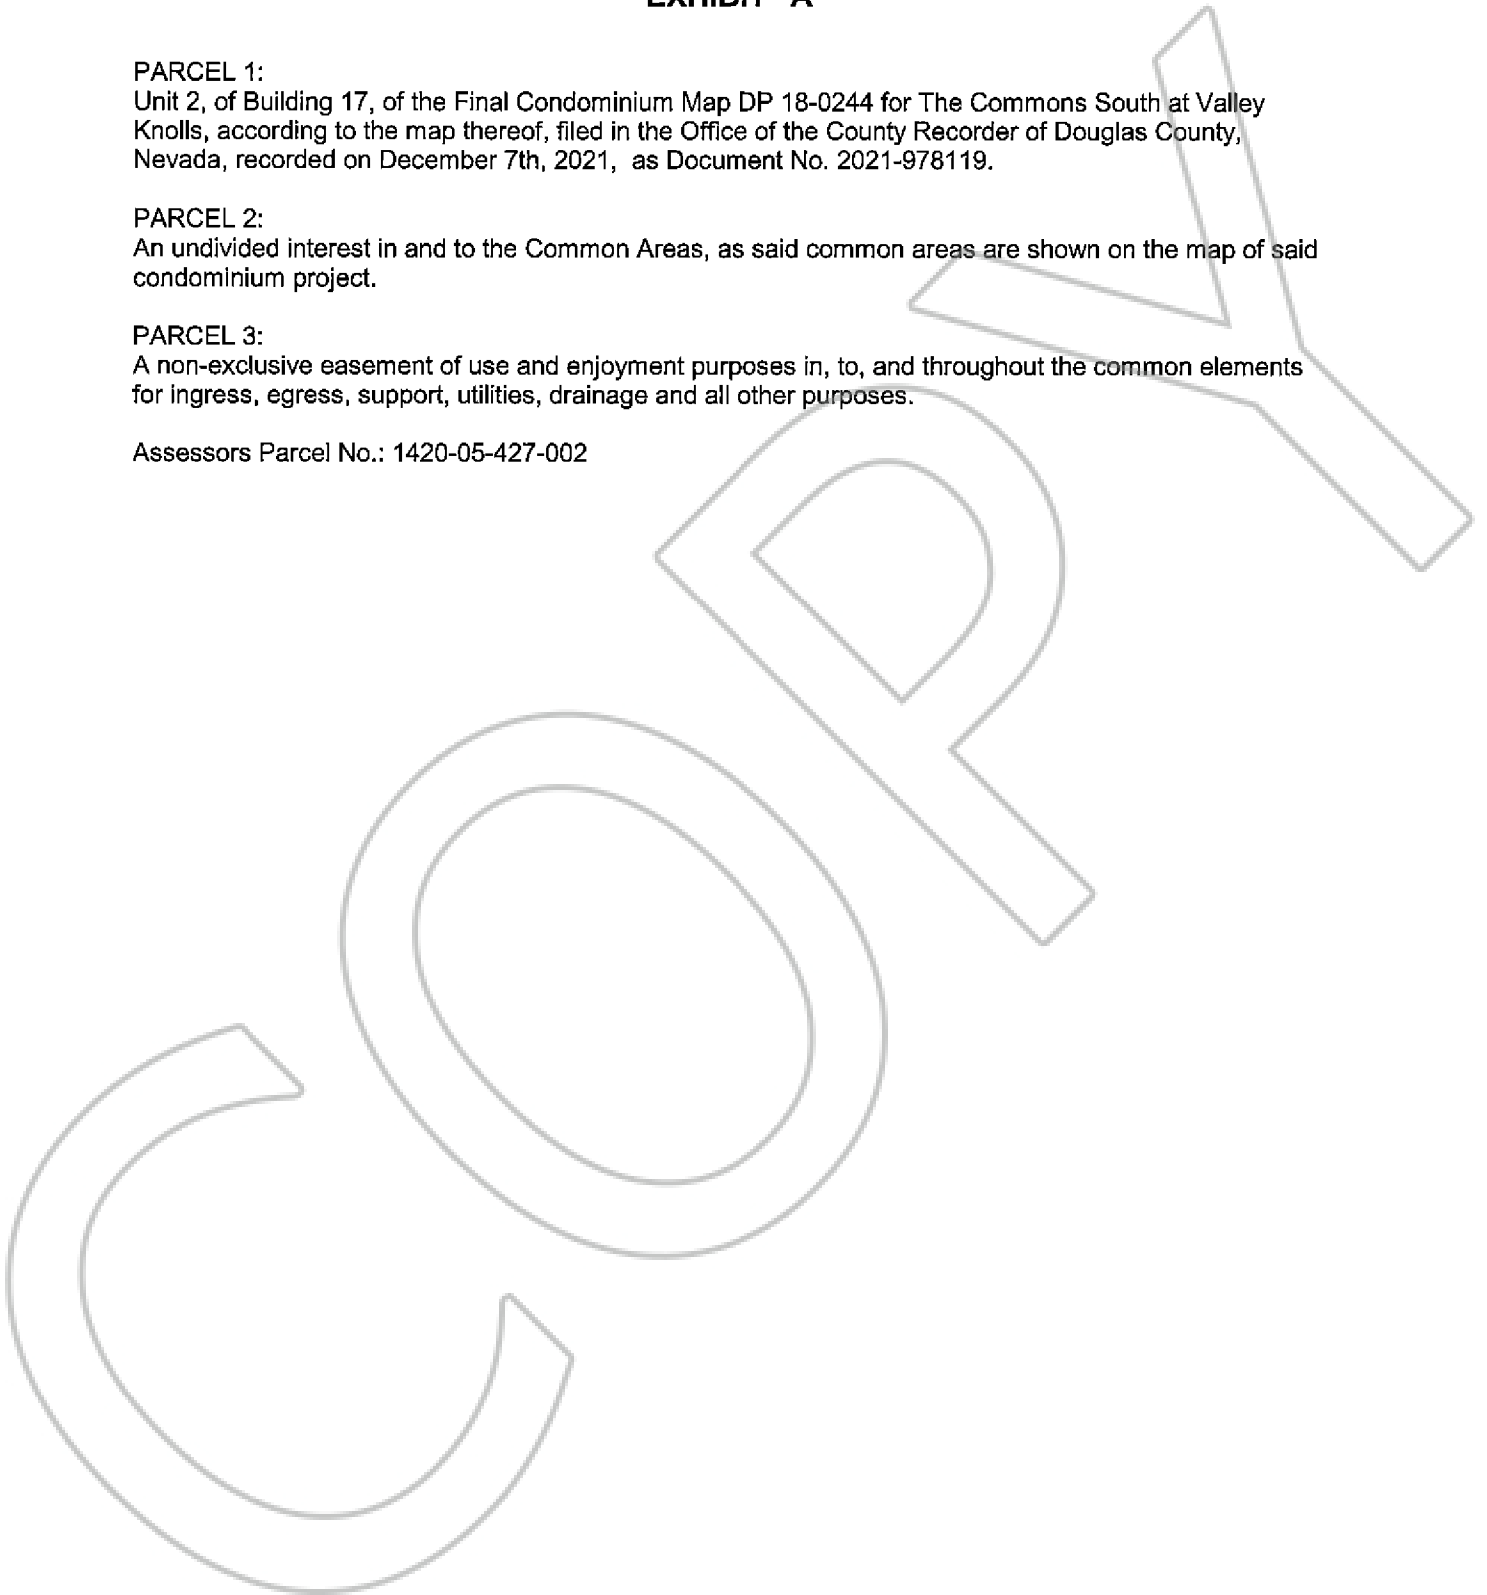 EXHIBIT "A"
PARCEL 1:
Unit 2, of Building 17, of the Final Condominium Map DP 18-0244 for The Commons South at Valley
Knolls, according to the map thereof, filed in the Office of the County Recorder of Douglas County,
Nevada, recorded on December 7th, 2021, as Document No. 2021-978119.
PARCEL 2:
An undivided interest in and to the Common Areas, as said common areas are shown on the map of said
condominium project.
PARCEL 3:
A non-exclusive easement of use and enjoyment purposes in, to, and throughout the common elements
for ingress, egress, support, utilities, drainage and all other purposes.
Assessors Parcel No.: 1420-05-427-002
COPY